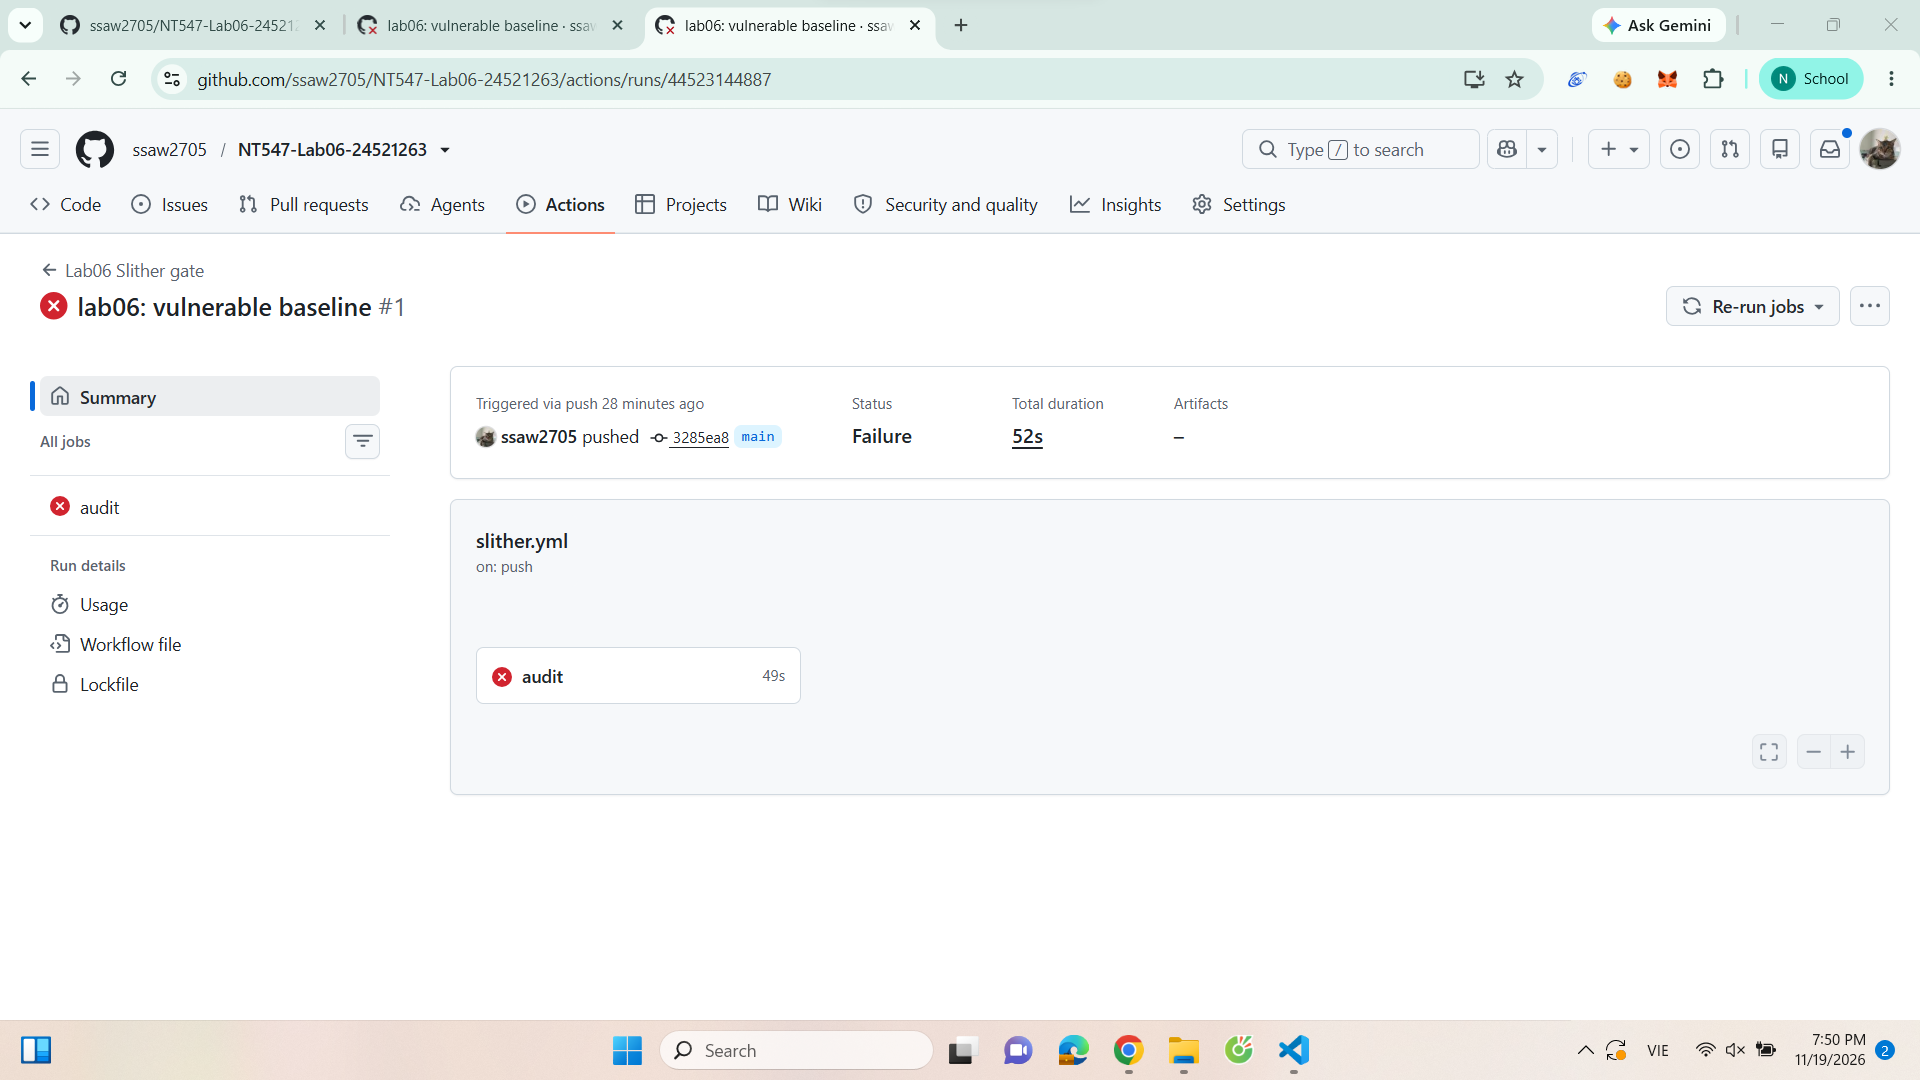 ssaw2705/NT547-Lab06-24521
lab06: vulnerable baseline · ssaw
lab06: vulnerable baseline · ssaw
Ask Gemini
github.com/ssaw2705/NT547-Lab06-24521263/actions/runs/44523144887
N School
ssaw2705 / NT547-Lab06-24521263
Type / to search
Code Issues Pull requests Agents Actions Projects Wiki Security and quality Insights Settings
Lab06 Slither gate
lab06: vulnerable baseline #1
Re-run jobs
Summary
All jobs
audit
Run details
Usage
Workflow file
Lockfile
Triggered via push 28 minutes ago
ssaw2705 pushed 3285ea8 main
Status
Failure
Total duration
52s
Artifacts
–
slither.yml
on: push
audit 49s
Search
VIE
7:50 PM
11/19/2026
2